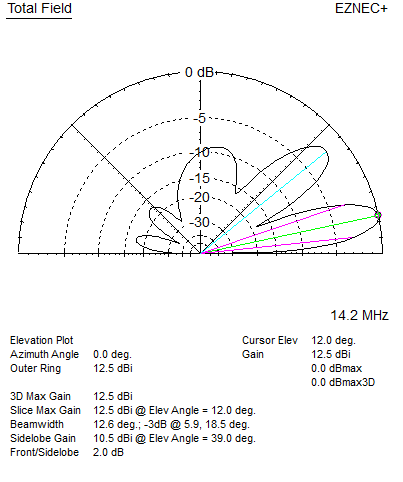 Total Field
EZNEC+
0 dB
-5
-10
-15
-20
-30
14.2 MHz
Elevation Plot
Azimuth Angle 0.0 deg.
Outer Ring 12.5 dBi
Cursor Elev 12.0 deg.
Gain 12.5 dBi
0.0 dBmax
0.0 dBmax3D
3D Max Gain 12.5 dBi
Slice Max Gain 12.5 dBi @ Elev Angle = 12.0 deg.
Beamwidth 12.6 deg.; -3dB @ 5.9, 18.5 deg.
Sidelobe Gain 10.5 dBi @ Elev Angle = 39.0 deg.
Front/Sidelobe 2.0 dB